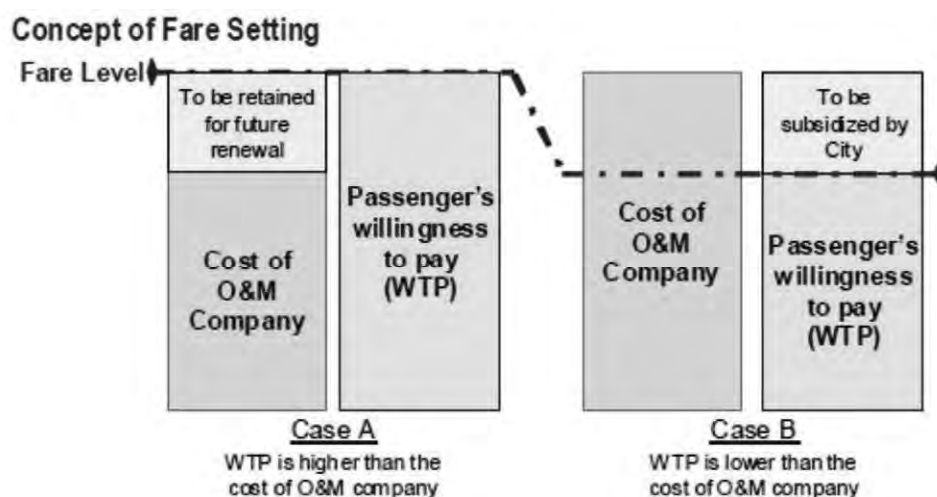 Concept of Fare Setting
Fare Level
To be retained
for future
renewal
Cost of
O&M
Company
Passenger's
willingness
to pay
(WTP)
Cost of
O&M
Company
To be
subsidized by
City
Passenger's
willingness
to pay
(WTP)
Case A
WTP is higher than the
cost of O&M company
Case B
WTP is lower than the
cost of O&M company